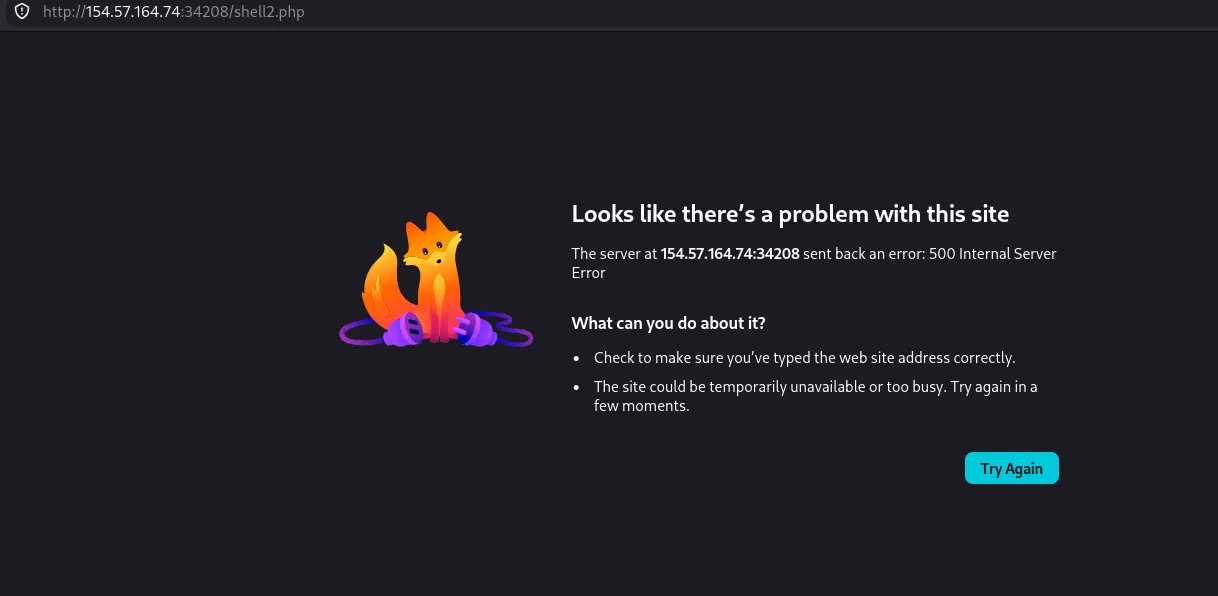 http://154.57.164.74:34208/shell2.php
Looks like there’s a problem with this site
The server at 154.57.164.74:34208 sent back an error: 500 Internal Server
Error
What can you do about it?
• Check to make sure you’ve typed the web site address correctly.
• The site could be temporarily unavailable or too busy. Try again in a
few moments.
Try Again